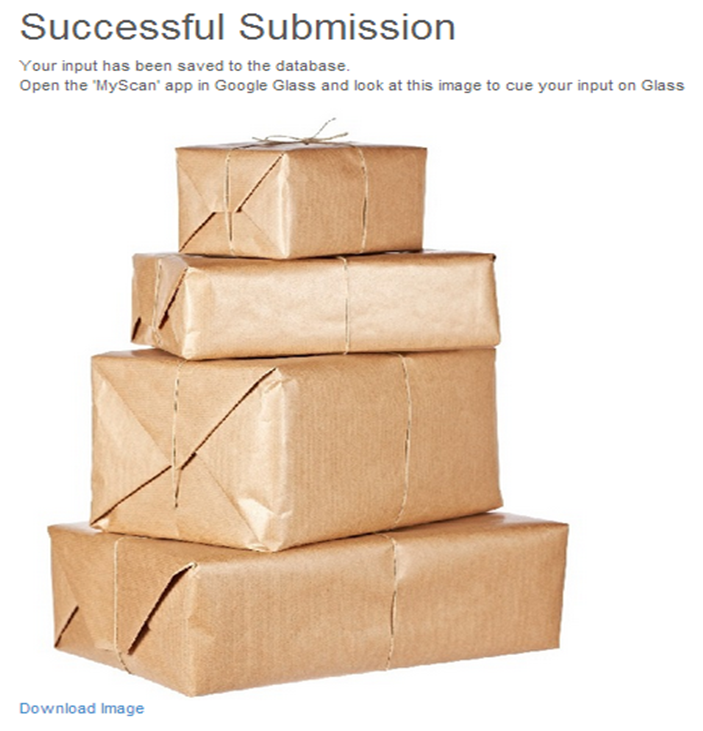 Successful Submission
Your input has been saved to the database.
Open the 'MyScan' app in Google Glass and look at this image to cue your input on Glass
Download Image